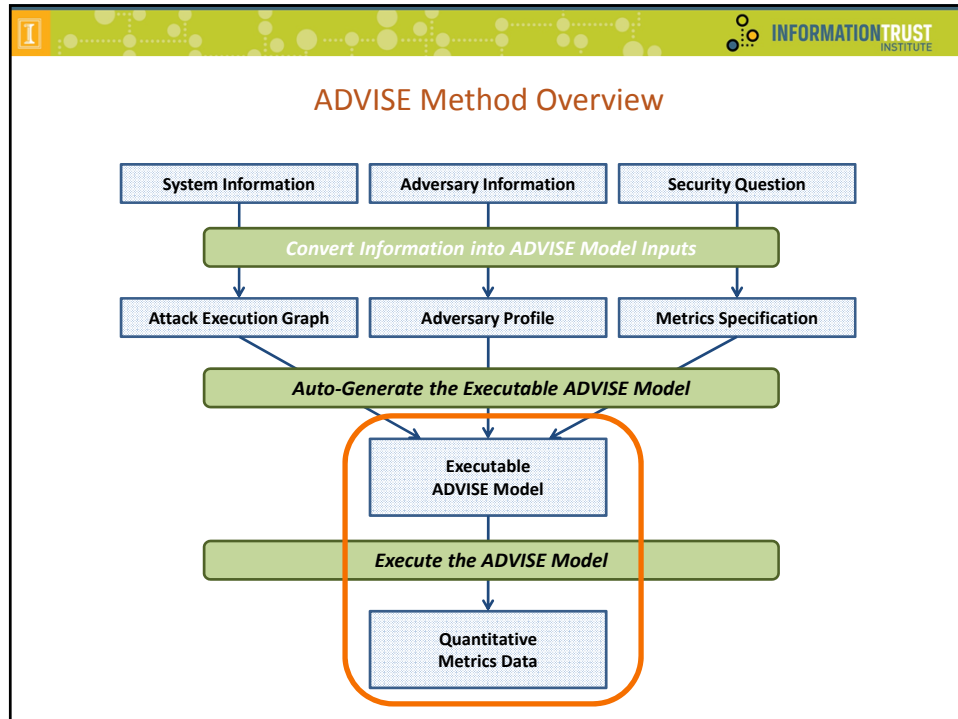 I
INFORMATIONTRUST
INSTITUTE
ADVISE Method Overview
System Information
Adversary Information
Security Question
Convert Information into ADVISE Model Inputs
Attack Execution Graph
Adversary Profile
Metrics Specification
Auto-Generate the Executable ADVISE Model
Executable
ADVISE Model
Execute the ADVISE Model
Quantitative
Metrics Data